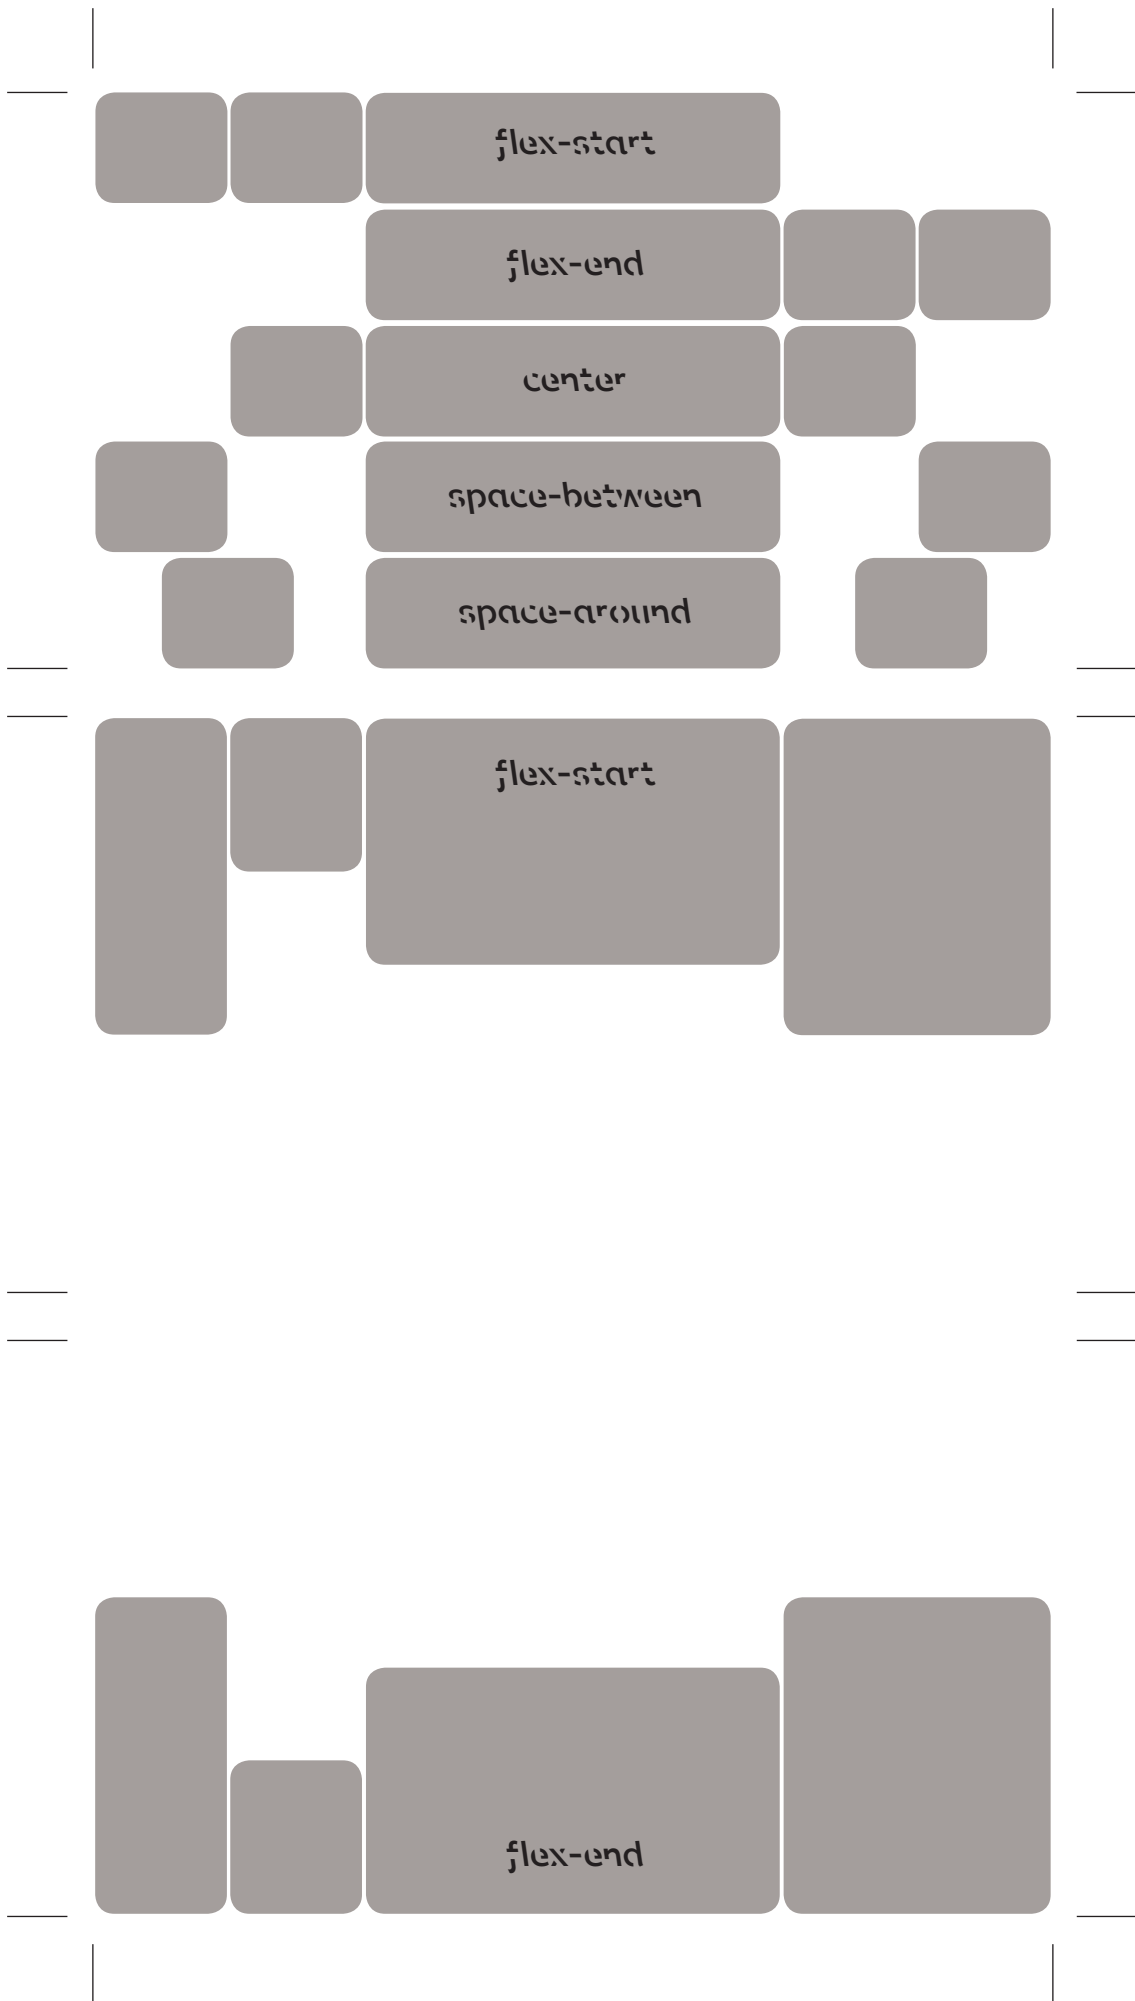 flex-start
flex-end
center
space-between
space-around
flex-start
flex-end